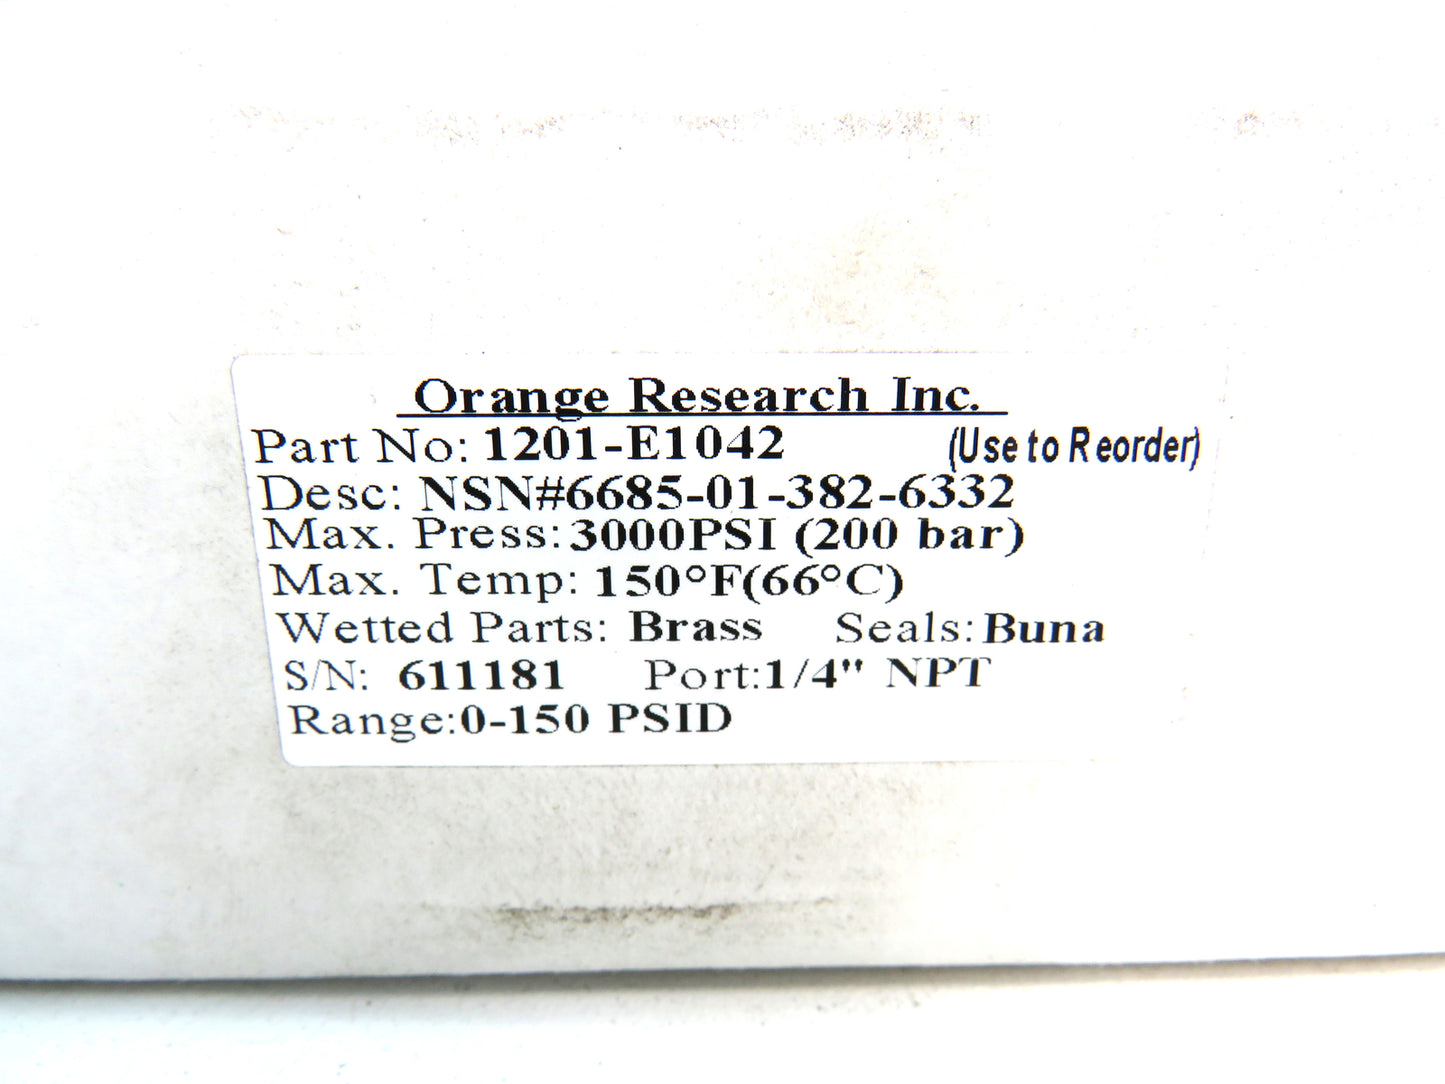 Orange Research Inc.
Part No: 1201-E1042 (Use to Reorder)
Desc: NSN#6685-01-382-6332
Max. Press: 3000PSI (200 bar)
Max. Temp: 150°F(66°C)
Wetted Parts: Brass Seals: Buna
S/N: 611181 Port:1/4" NPT
Range:0-150 PSID